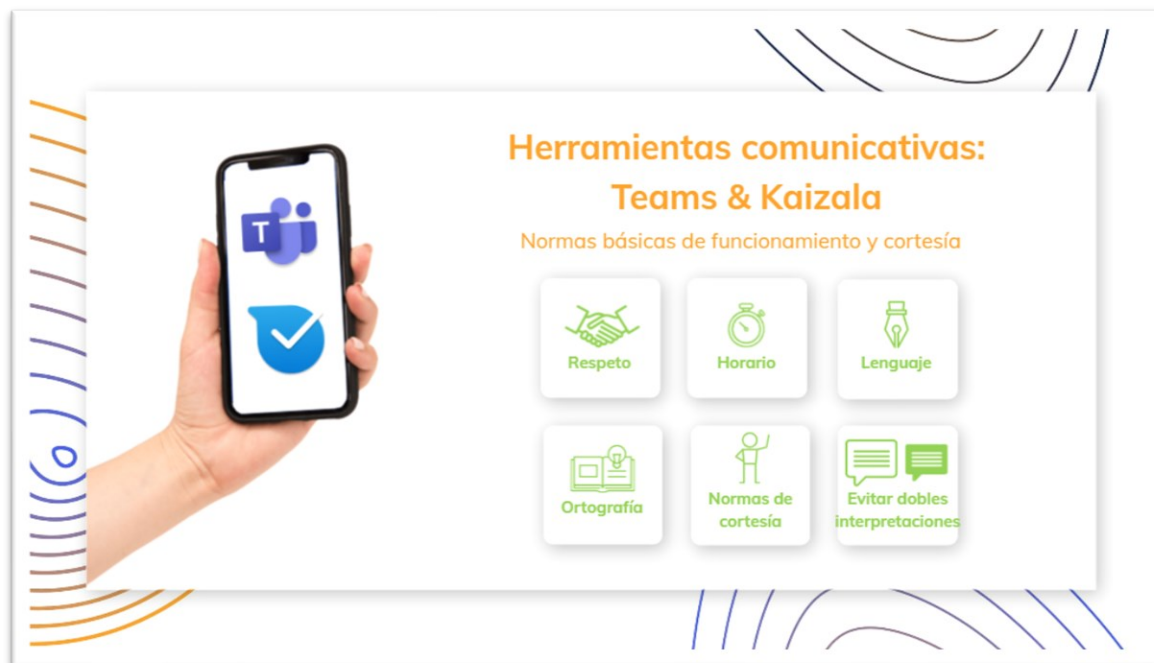 Herramientas comunicativas:
Teams & Kaizala
Normas básicas de funcionamiento y cortesía
T
Respeto
Horario
Lenguaje
Ortografía
Normas de
cortesía
Evitar dobles
interpretaciones